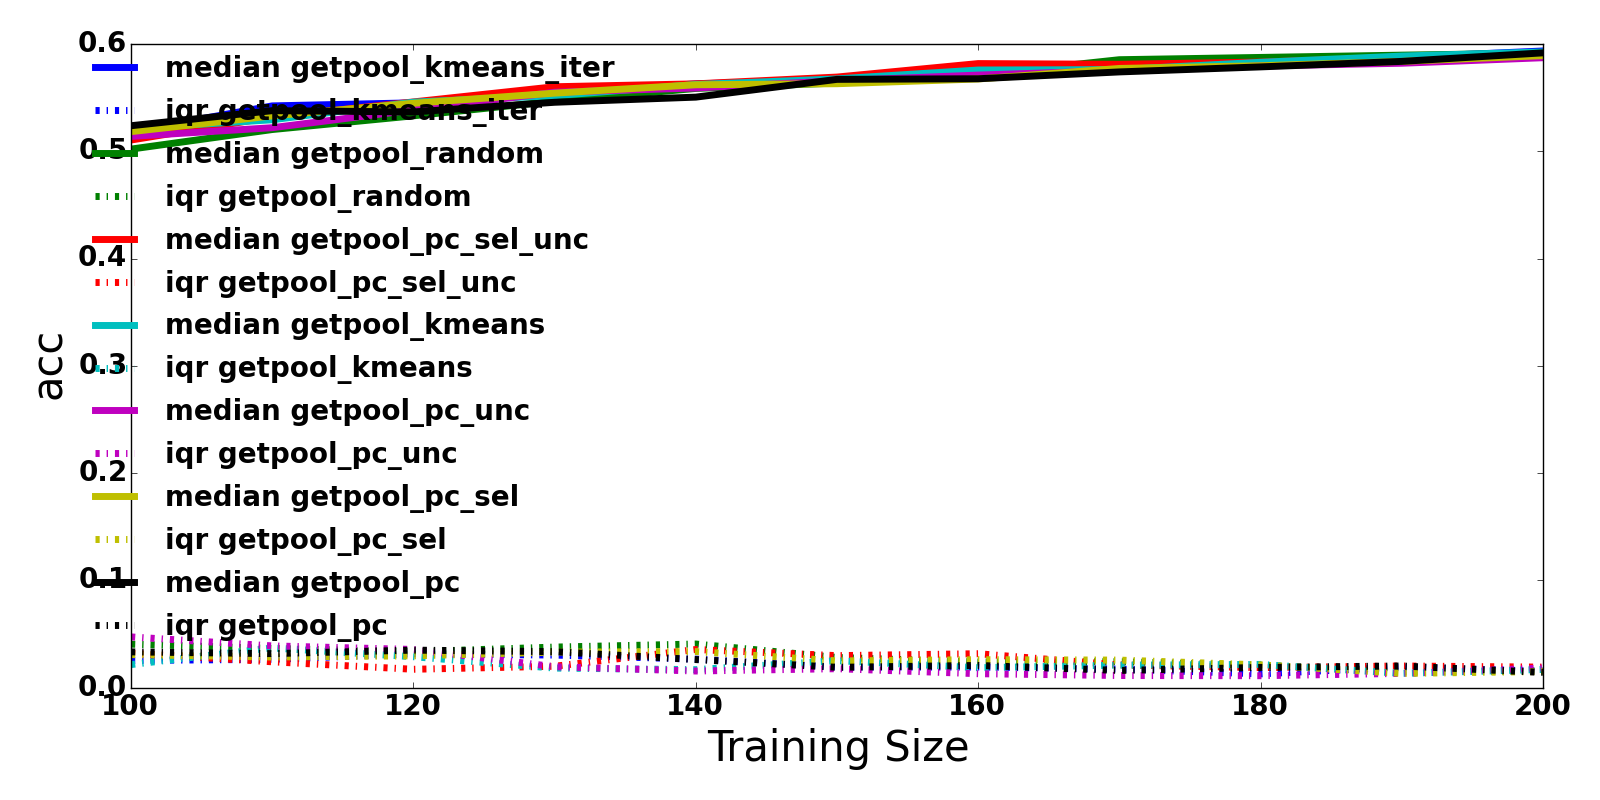 0.6
median getpool_kmeans_iter
iqr getpool_kmeans_iter
0.5
median getpool_random
iqr getpool_random
median getpool_pc_sel_unc
0.4
iqr getpool_pc_sel_unc
median getpool_kmeans
acc
0.3
iqr getpool_kmeans
median getpool_pc_unc
iqr getpool_pc_unc
0.2
median getpool_pc_sel
iqr getpool_pc_sel
0.1
median getpool_pc
iqr getpool_pc
0.0
100 120 140 160 180 200
Training Size